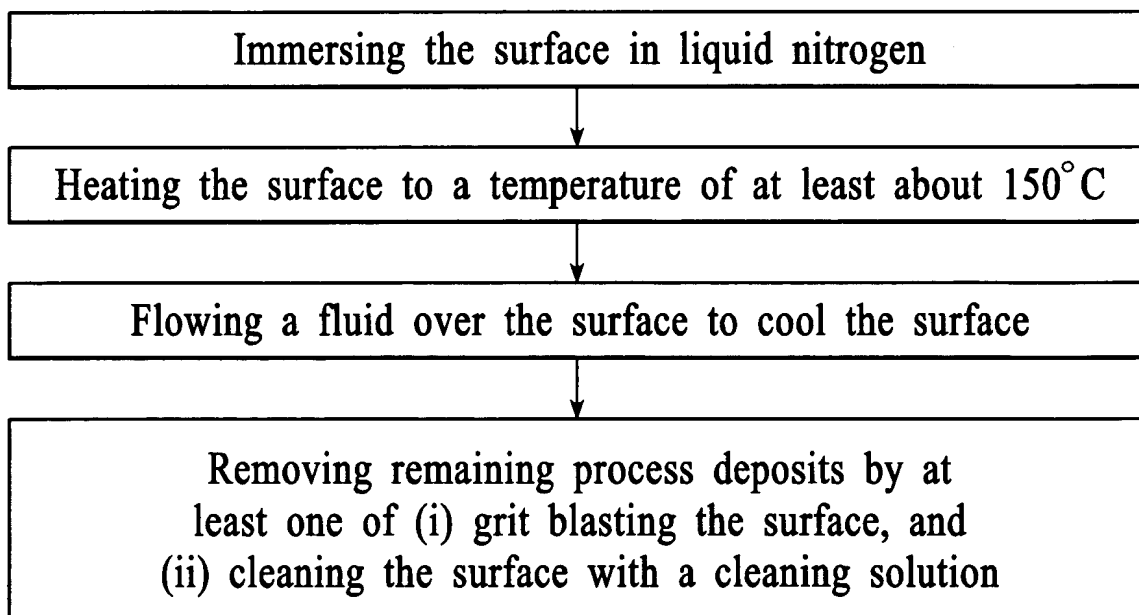 Immersing the surface in liquid nitrogen
Heating the surface to a temperature of at least about 150°C
Flowing a fluid over the surface to cool the surface
Removing remaining process deposits by at
least one of (i) grit blasting the surface, and
(ii) cleaning the surface with a cleaning solution